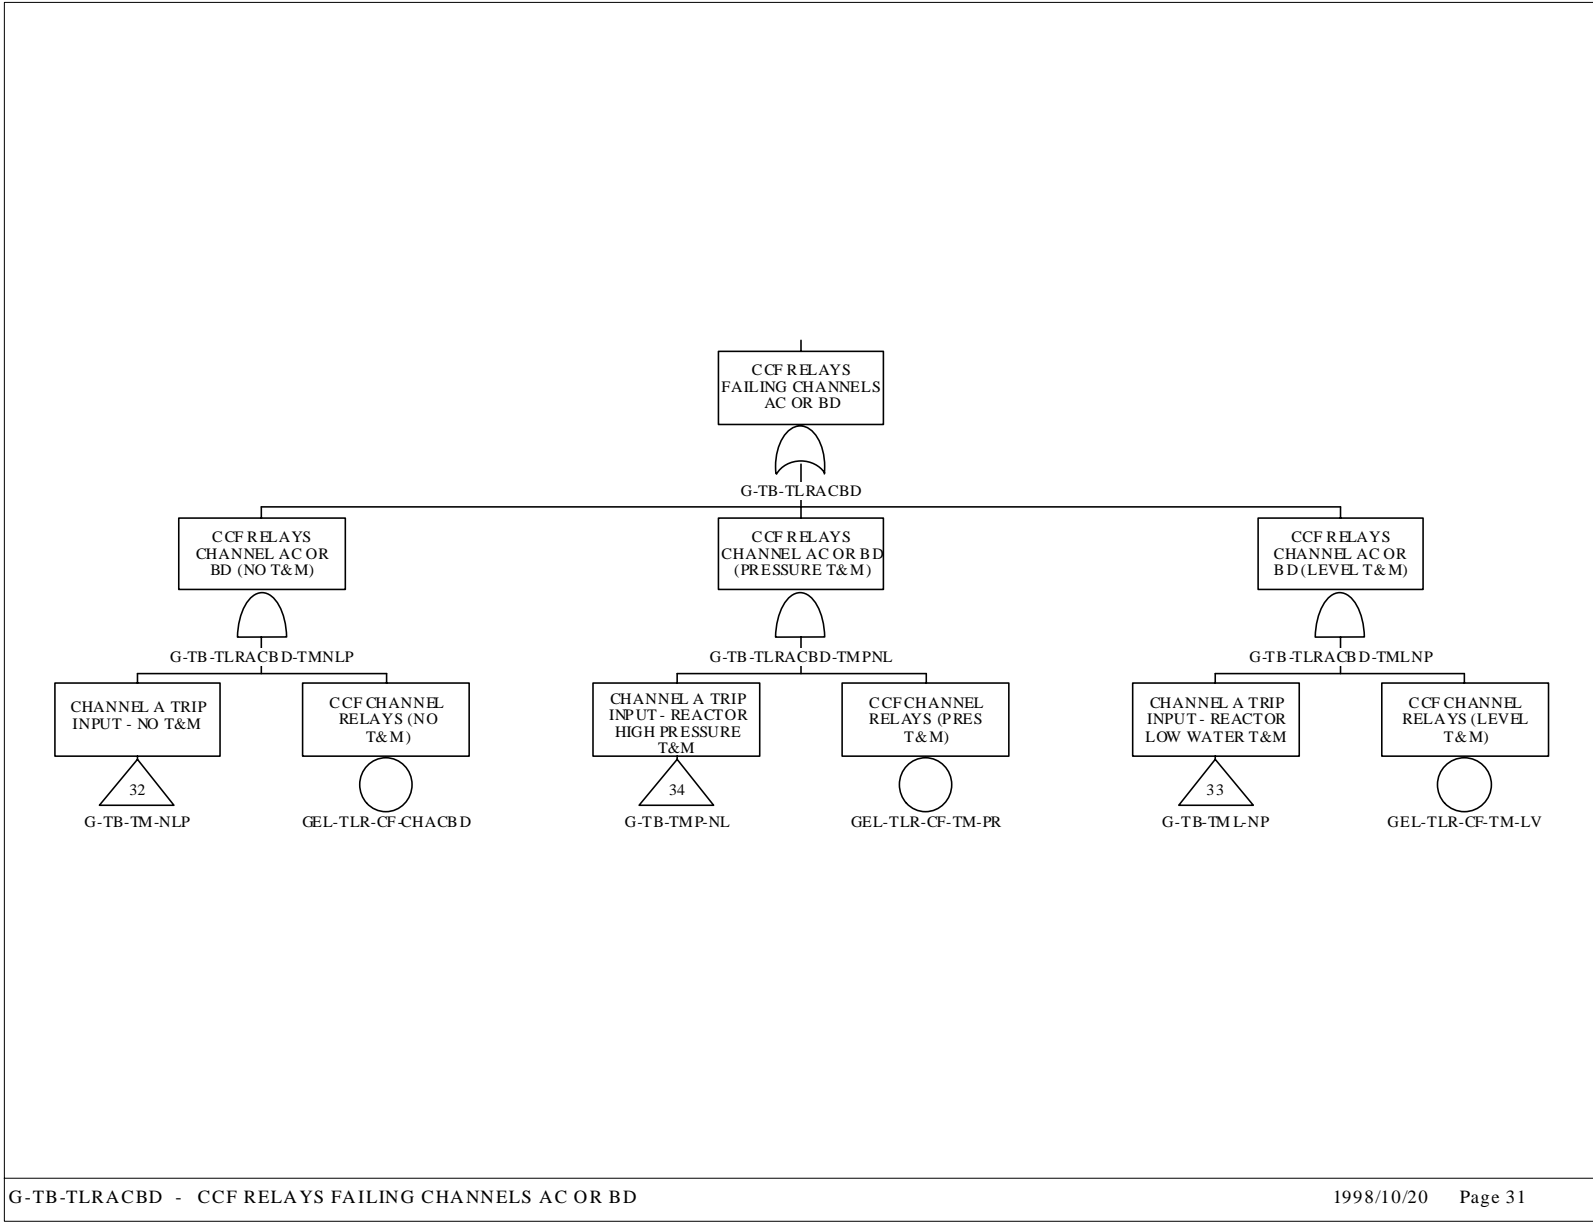 CCF RELAYS
FAILING CHANNELS
AC OR BD
G-TB-TLRACBD
CCF RELAYS
CHANNEL AC OR
BD (NO T&M)
CCF RELAYS
CHANNEL AC OR BD
(PRESSURE T&M)
CCF RELAYS
CHANNEL AC OR
BD (LEVEL T&M)
G-TB-TLRACBD-TMNLP
G-TB-TLRACBD-TMPNL
G-TB-TLRACBD-TMLNP
CHANNEL A TRIP
INPUT - NO T&M
CCF CHANNEL
RELAYS (NO
T&M)
CHANNEL A TRIP
INPUT - REACTOR
HIGH PRESSURE
T&M
CCF CHANNEL
RELAYS (PRES
T&M)
CHANNEL A TRIP
INPUT - REACTOR
LOW WATER T&M
CCF CHANNEL
RELAYS (LEVEL
T&M)
32
34
33
G-TB-TM-NLP
GEL-TLR-CF-CHACBD
G-TB-TMP-NL
GEL-TLR-CF-TM-PR
G-TB-TML-NP
GEL-TLR-CF-TM-LV
G-TB-TLRACBD - CCF RELAYS FAILING CHANNELS AC OR BD
1998/10/20 Page 31